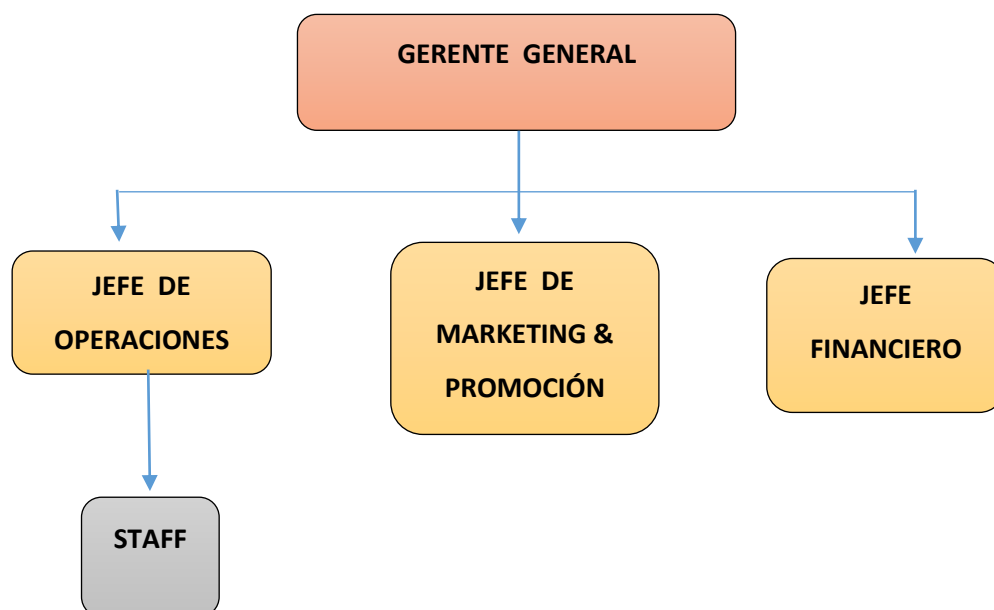 GERENTE GENERAL
JEFE DE
OPERACIONES
JEFE DE
MARKETING &
PROMOCIÓN
JEFE
FINANCIERO
STAFF